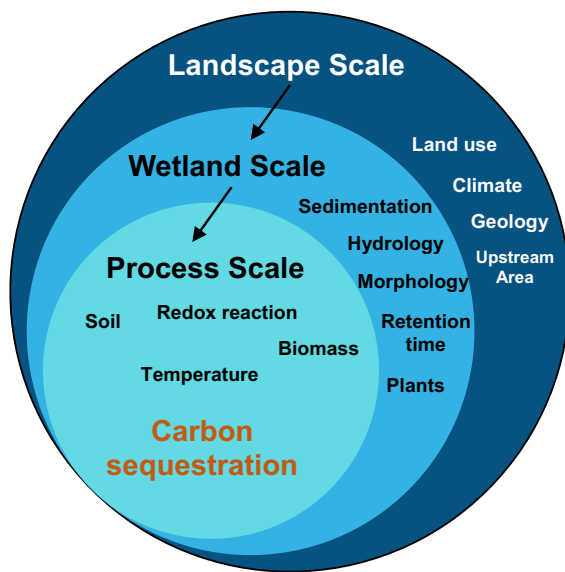 Landscape Scale
Land use
Wetland Scale
Climate
Sedimentation
Geology
Hydrology
Upstream
Area
Process Scale
Morphology
Soil
Redox reaction
Retention
time
Biomass
Temperature
Plants
Carbon
sequestration